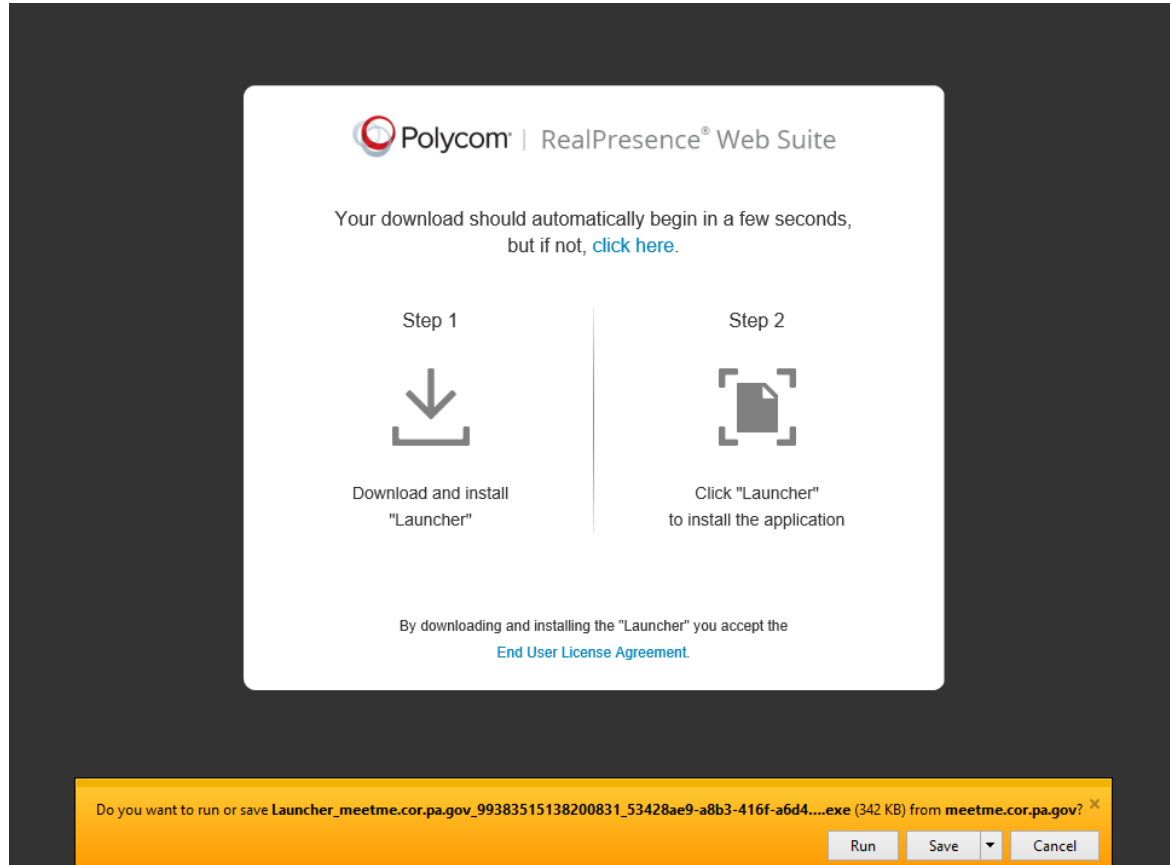 Polycom | RealPresence® Web Suite
Your download should automatically begin in a few seconds,
but if not, click here.
Step 1
Download and install
"Launcher"
Step 2
Click "Launcher"
to install the application
By downloading and installing the "Launcher" you accept the
End User License Agreement.
Do you want to run or save Launcher_meetme.cor.pa.gov_99383515138200831_53428ae9-a8b3-416f-a6d4....exe (342 KB) from meetme.cor.pa.gov? ×
Run Save Cancel